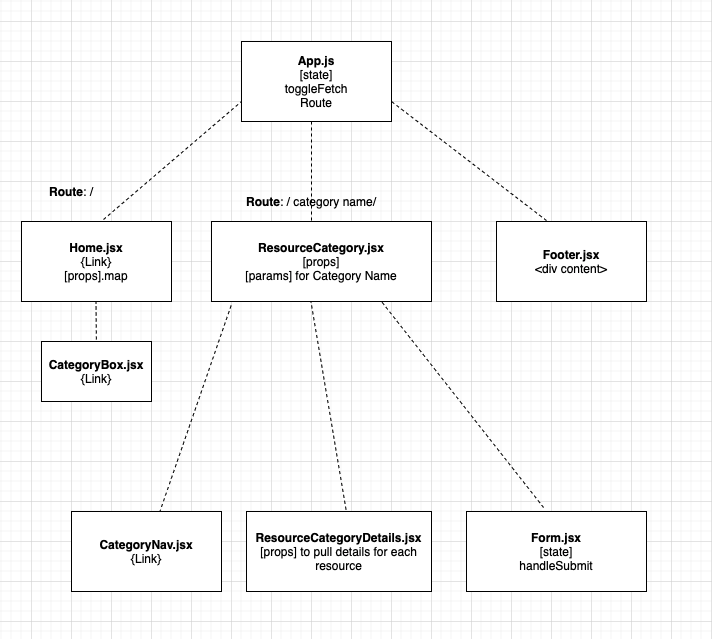 App.js
[state]
toggleFetch
Route
Route: /
Route: / category name/
Home.jsx
{Link}
[props].map
ResourceCategory.jsx
[props]
[params] for Category Name
Footer.jsx
<div content>
CategoryBox.jsx
{Link}
CategoryNav.jsx
{Link}
ResourceCategoryDetails.jsx
[props] to pull details for each
resource
Form.jsx
[state]
handleSubmit